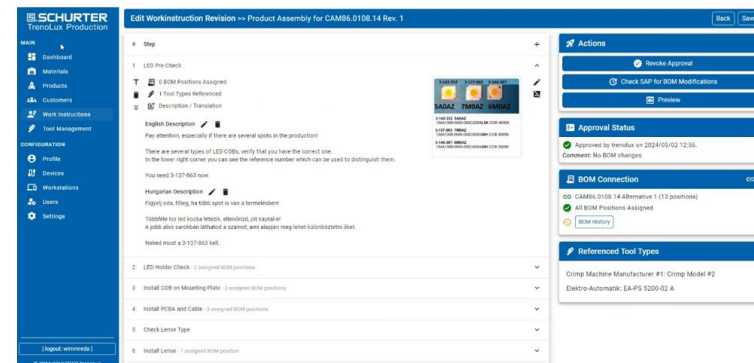 SCHURTER
TrenoLux Production
MAIN
Dashboard
Materials
Products
Customers
Work Instructions
Tool Management
CONFIGURATION
Profile
Devices
Workstations
Users
Settings
[logout: wimmreda]
Edit Workinstruction Revision >> Product Assembly for CAM86.0108.14 Rev. 1
Back
Save
# Step
1 LED Pre-Check
0 BOM Positions Assigned
1 Tool Types Referenced
Description / Translation
English Description
Pay attention, especially if there are several spots in the production!
There are several types of LED COBs, verify that you have the correct one.
In the lower right corner you can see the reference number which can be used to distinguish them.
You need 3-137-863 now.
Hungarian Description
Figyelj oda, főleg, ha több spot is van a termelésben!
Többféle kis led kocka létezik, ellenőrizd, jót kaptál-e!
A jobb alsó sarokban láthatod a számot, ami alapján meg lehet különböztetni őket.
Neked most a 3-137-863 kell.
5A0AZ 7M0AZ 6M0AZ
2 LED Holder Check - 2 assigned BOM positions
3 Install COB on Mounting Plate - 3 assigned BOM positions
4 Install PCBA and Cable - 3 assigned BOM positions
5 Check Lense Type
6 Install Lense - 1 assigned BOM position
Actions
Revoke Approval
Check SAP for BOM Modifications
Preview
Approval Status
Approved by trenolux on 2024/05/02 12:56.
Comment: No BOM changes
BOM Connection
CAM86.0108.14 Alternative 1 (13 positions)
All BOM Positions Assigned
BOM History
Referenced Tool Types
Crimp Machine Manufacturer #1: Crimp Model #2
Elektro-Automatik: EA-PS 5200-02 A